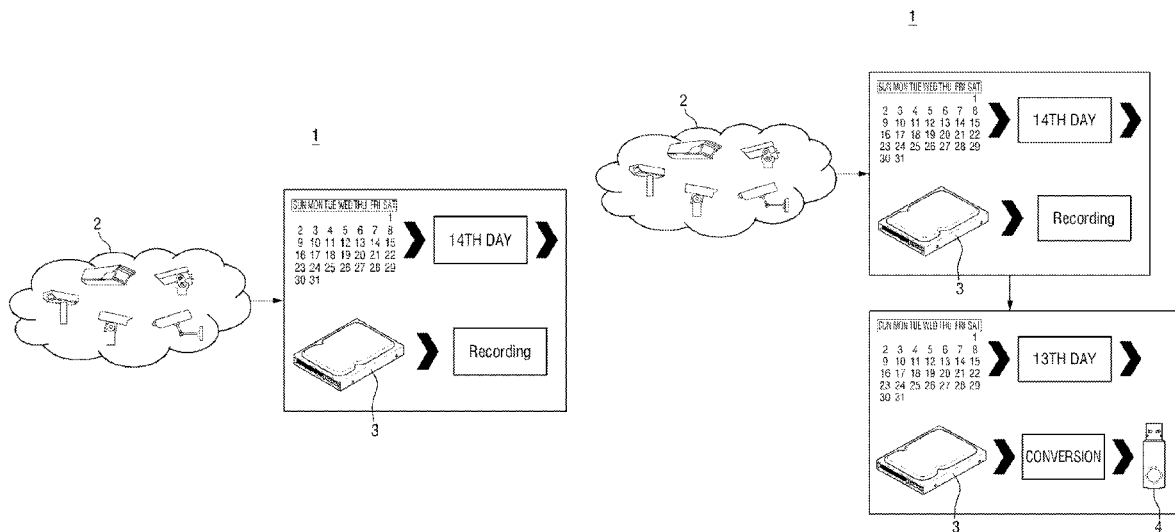 1
2
SUN MON TUE WED THU FRI SAT
1
2 3 4 5 6 7 8
9 10 11 12 13 14 15
16 17 18 19 20 21 22
23 24 25 26 27 28 29
30 31
14TH DAY
Recording
3
1
2
SUN MON TUE WED THU FRI SAT
1
2 3 4 5 6 7 8
9 10 11 12 13 14 15
16 17 18 19 20 21 22
23 24 25 26 27 28 29
30 31
14TH DAY
Recording
3
SUN MON TUE WED THU FRI SAT
1
2 3 4 5 6 7 8
9 10 11 12 13 14 15
16 17 18 19 20 21 22
23 24 25 26 27 28 29
30 31
13TH DAY
CONVERSION
3
4